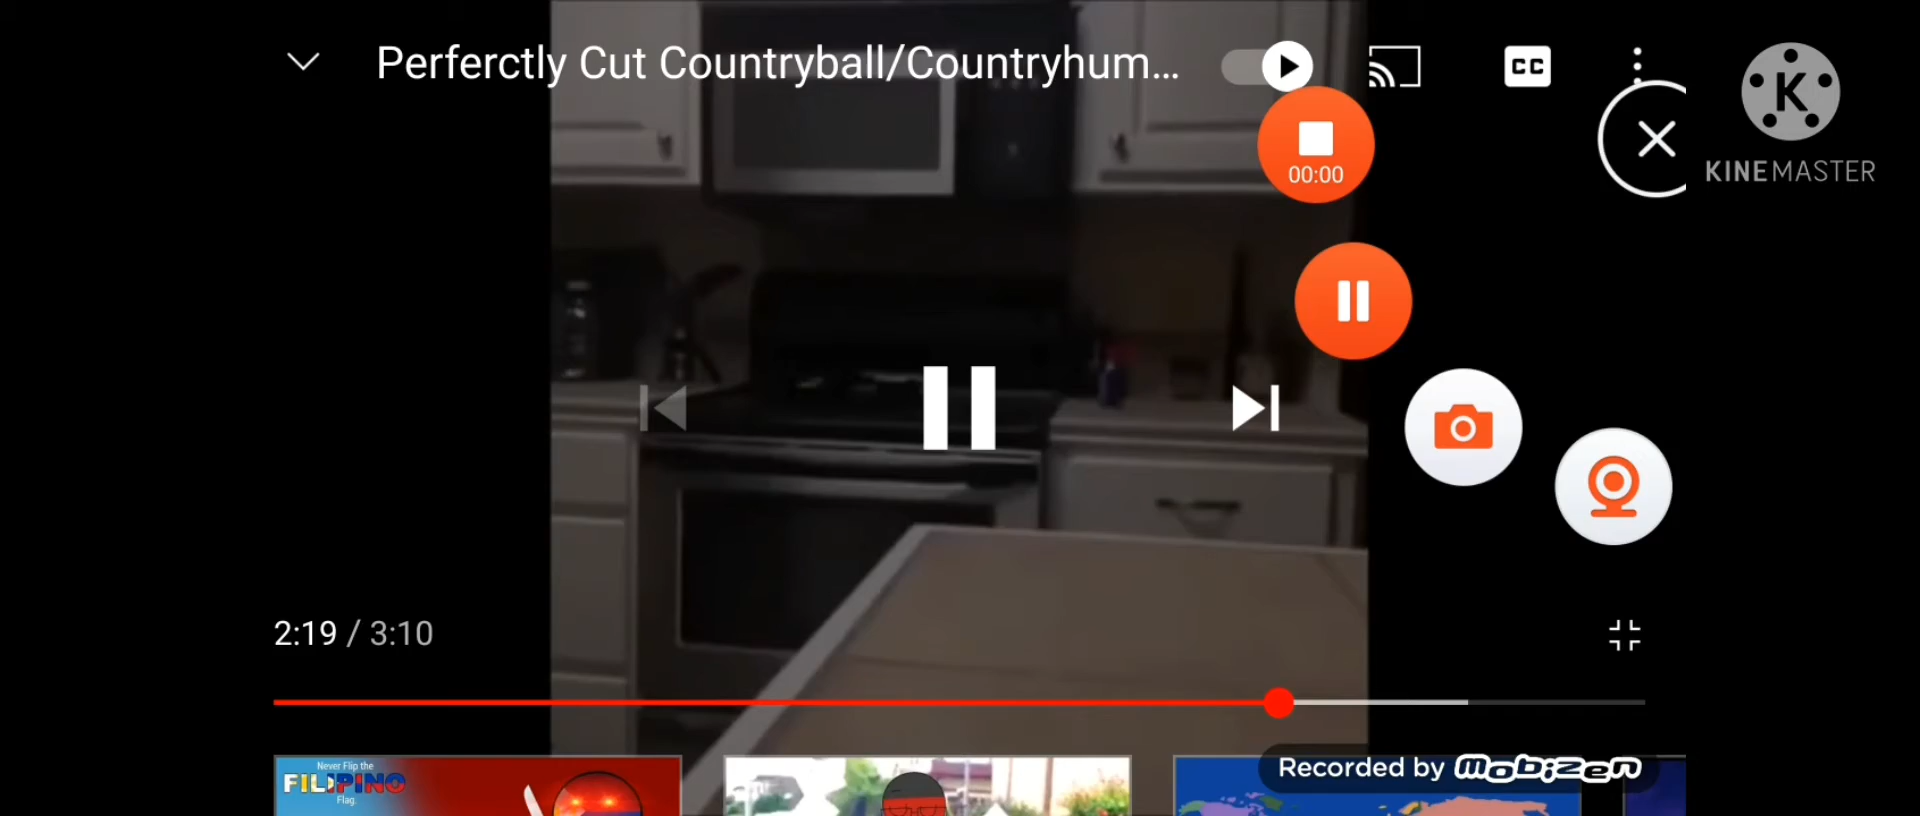 Perferctly Cut Countryball/Countryhum...
CC
K
KINEMASTER
00:00
2:19 / 3:10
Recorded by mobizen
Never Flip the
FILIPINO
Flag.